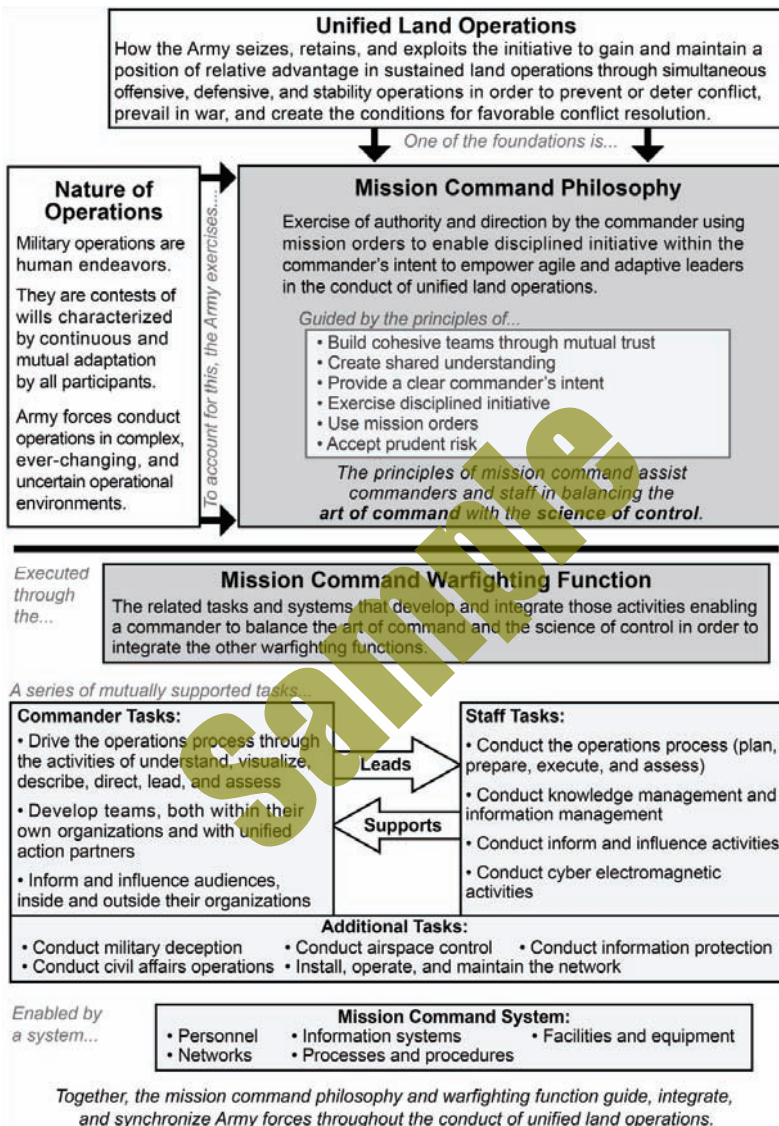 Unified Land Operations
How the Army seizes, retains, and exploits the initiative to gain and maintain a
position of relative advantage in sustained land operations through simultaneous
offensive, defensive, and stability operations in order to prevent or deter conflict,
prevail in war, and create the conditions for favorable conflict resolution.
One of the foundations is...
Nature of
Operations
Military operations are
human endeavors.
They are contests of
wills characterized
by continuous and
mutual adaptation
by all participants.
Army forces conduct
operations in complex,
ever-changing, and
uncertain operational
environments.
To account for this, the Army exercises....
Mission Command Philosophy
Exercise of authority and direction by the commander using
mission orders to enable disciplined initiative within the
commander's intent to empower agile and adaptive leaders
in the conduct of unified land operations.
Guided by the principles of...
• Build cohesive teams through mutual trust
• Create shared understanding
• Provide a clear commander's intent
• Exercise disciplined initiative
• Use mission orders
• Accept prudent risk
The principles of mission command assist
commanders and staff in balancing the
art of command with the science of control.
Executed
through
the...
Mission Command Warfighting Function
The related tasks and systems that develop and integrate those activities enabling
a commander to balance the art of command and the science of control in order to
integrate the other warfighting functions.
A series of mutually supported tasks...
Commander Tasks:
• Drive the operations process through
the activities of understand, visualize,
describe, direct, lead, and assess
• Develop teams, both within their
own organizations and with unified
action partners
• Inform and influence audiences,
inside and outside their organizations
Leads
Supports
Staff Tasks:
• Conduct the operations process (plan,
prepare, execute, and assess)
• Conduct knowledge management and
information management
• Conduct inform and influence activities
• Conduct cyber electromagnetic
activities
Additional Tasks:
• Conduct military deception • Conduct airspace control • Conduct information protection
• Conduct civil affairs operations • Install, operate, and maintain the network
Enabled by
a system...
Mission Command System:
• Personnel • Information systems • Facilities and equipment
• Networks • Processes and procedures
Together, the mission command philosophy and warfighting function guide, integrate,
and synchronize Army forces throughout the conduct of unified land operations.
Sample